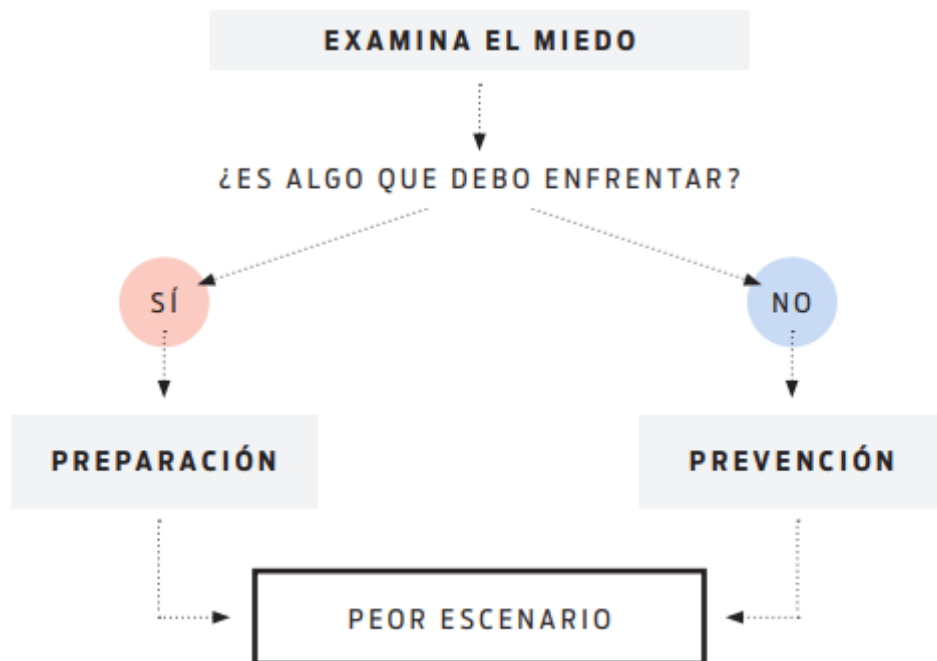 EXAMINA EL MIEDO
¿ES ALGO QUE DEBO ENFRENTAR?
SÍ
NO
PREPARACIÓN
PREVENCIÓN
PEOR ESCENARIO